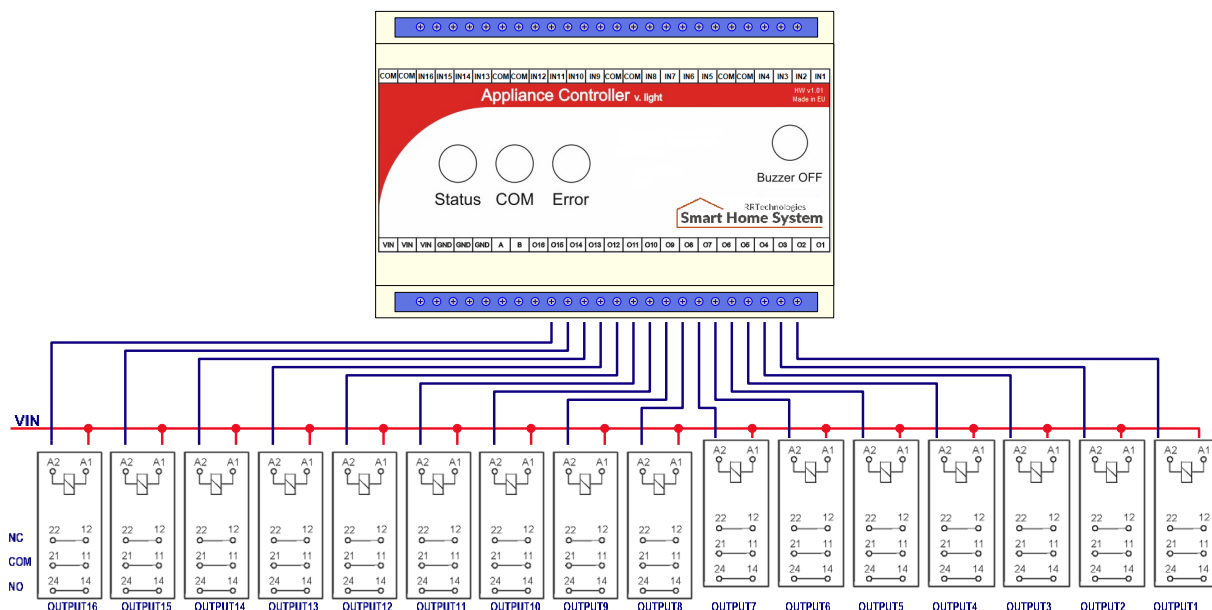 COM COM IN16 IN15 IN14 IN13 COM COM IN12 IN11 IN10 IN9 COM COM IN8 IN7 IN6 IN5 COM COM IN4 IN3 IN2 IN1
Appliance Controller v. light
HW v1.01
Made in EU
Buzzer OFF
Status COM Error
RRTechnologies
Smart Home System
VIN VIN VIN GND GND GND A B O16 O15 O14 O13 O12 O11 O10 O9 O8 O7 O6 O5 O4 O3 O2 O1
VIN
A2 A1 A2 A1 A2 A1 A2 A1 A2 A1 A2 A1 A2 A1 A2 A1 A2 A1 A2 A1 A2 A1 A2 A1 A2 A1 A2 A1 A2 A1 A2 A1
NC 22 12 22 12 22 12 22 12 22 12 22 12 22 12 22 12 22 12 22 12 22 12 22 12 22 12 22 12 22 12 22 12
COM 21 11 21 11 21 11 21 11 21 11 21 11 21 11 21 11 21 11 21 11 21 11 21 11 21 11 21 11 21 11 21 11
NO 24 14 24 14 24 14 24 14 24 14 24 14 24 14 24 14 24 14 24 14 24 14 24 14 24 14 24 14 24 14 24 14
OUTPUT16 OUTPUT15 OUTPUT14 OUTPUT13 OUTPUT12 OUTPUT11 OUTPUT10 OUTPUT9 OUTPUT8 OUTPUT7 OUTPUT6 OUTPUT5 OUTPUT4 OUTPUT3 OUTPUT2 OUTPUT1